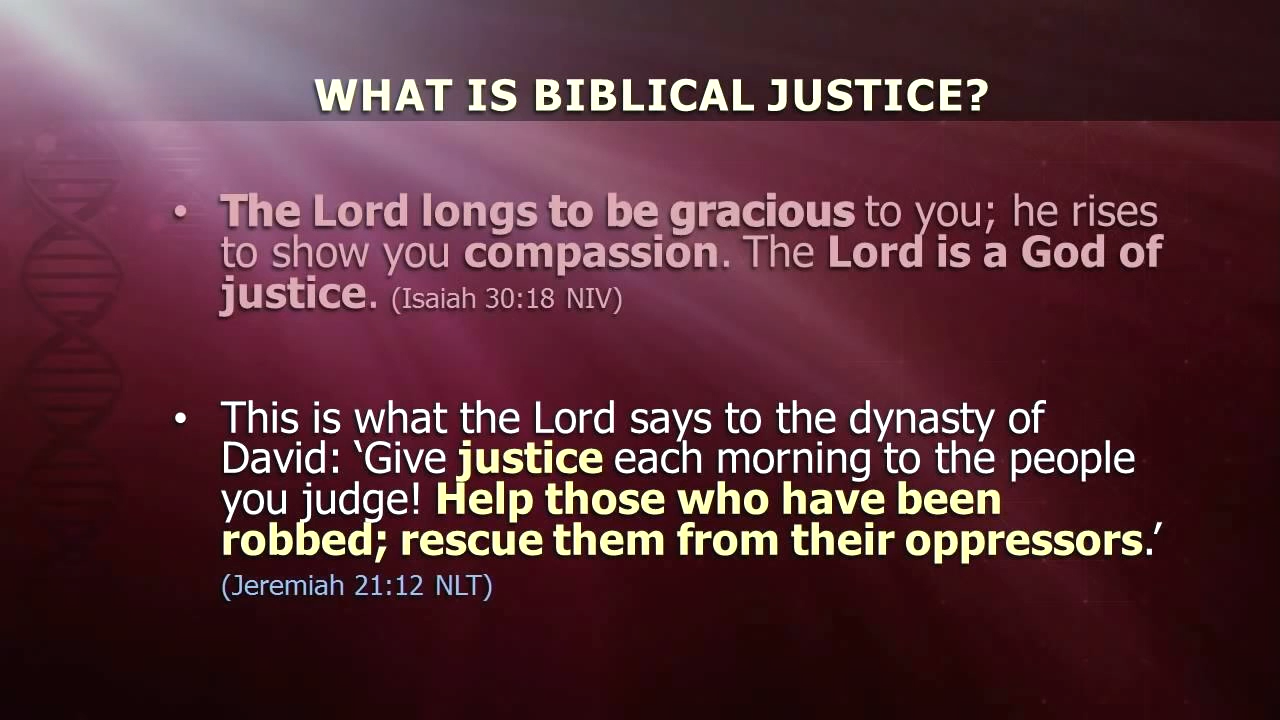 WHAT IS BIBLICAL JUSTICE?
• The Lord longs to be gracious to you; he rises
to show you compassion. The Lord is a God of
justice. (Isaiah 30:18 NIV)
• This is what the Lord says to the dynasty of
David: ‘Give justice each morning to the people
you judge! Help those who have been
robbed; rescue them from their oppressors.’
(Jeremiah 21:12 NLT)